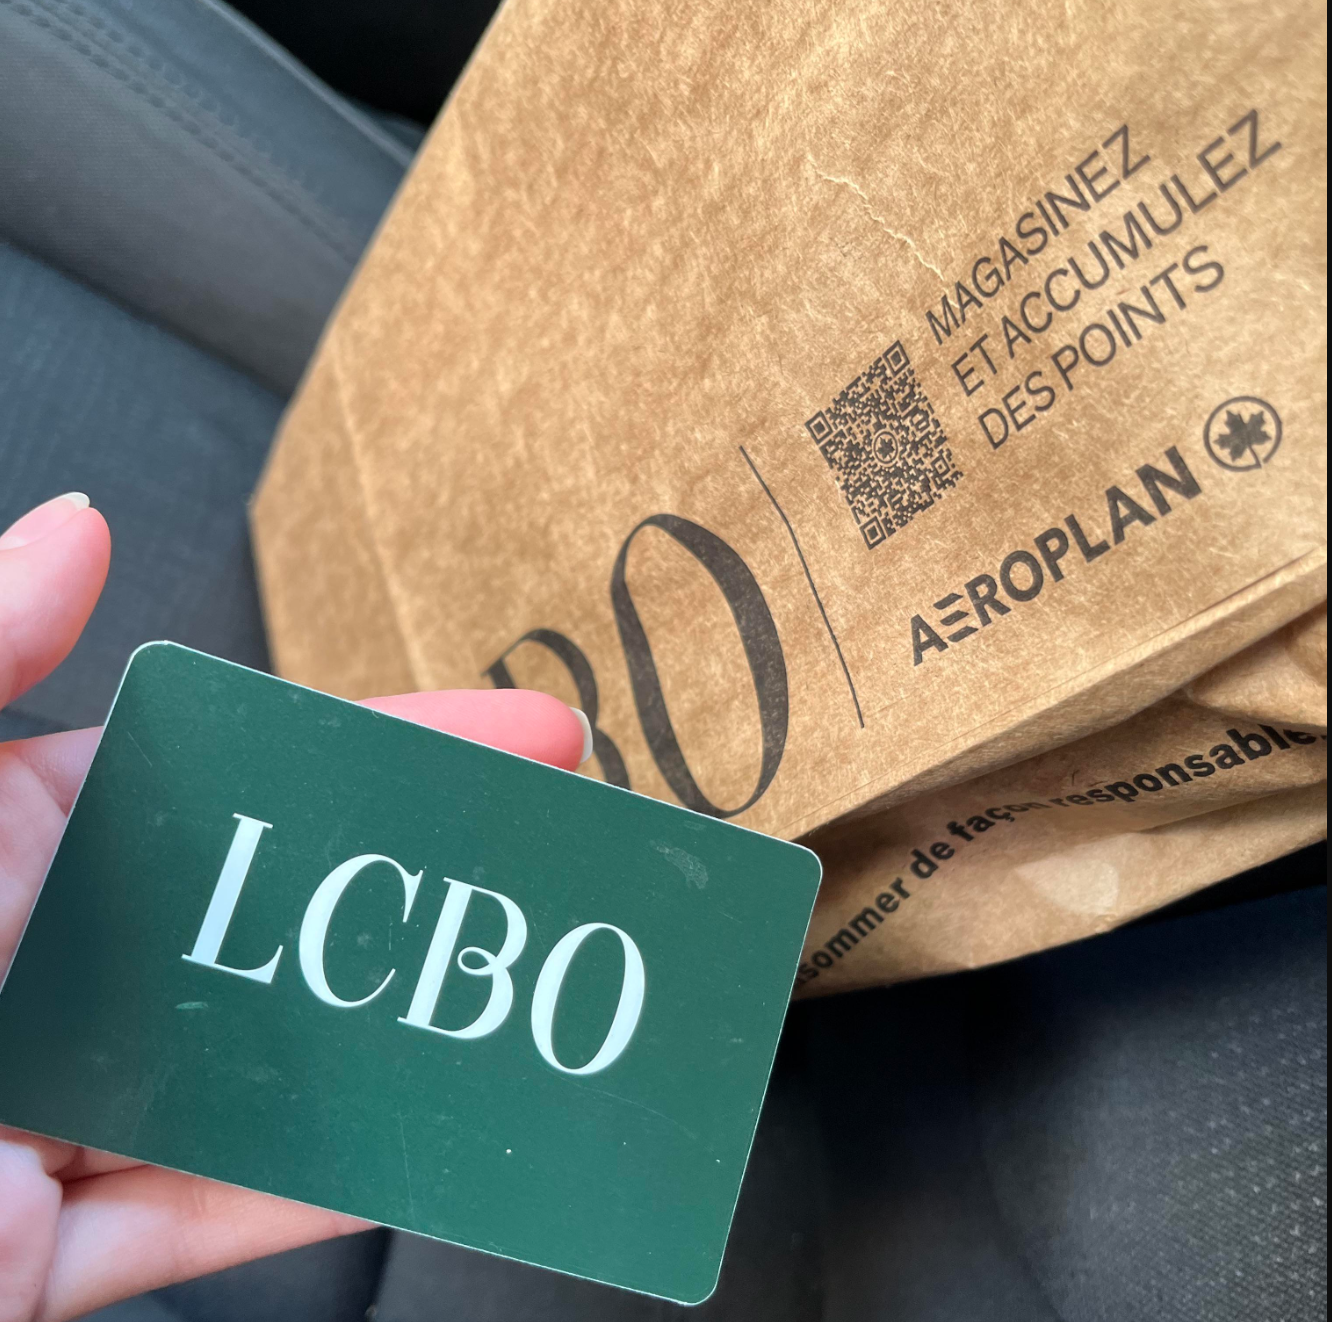 MAGASINEZ
ET ACCUMULEZ
DES POINTS
AEROPLAN
BO
de façon responsable.
LCBO